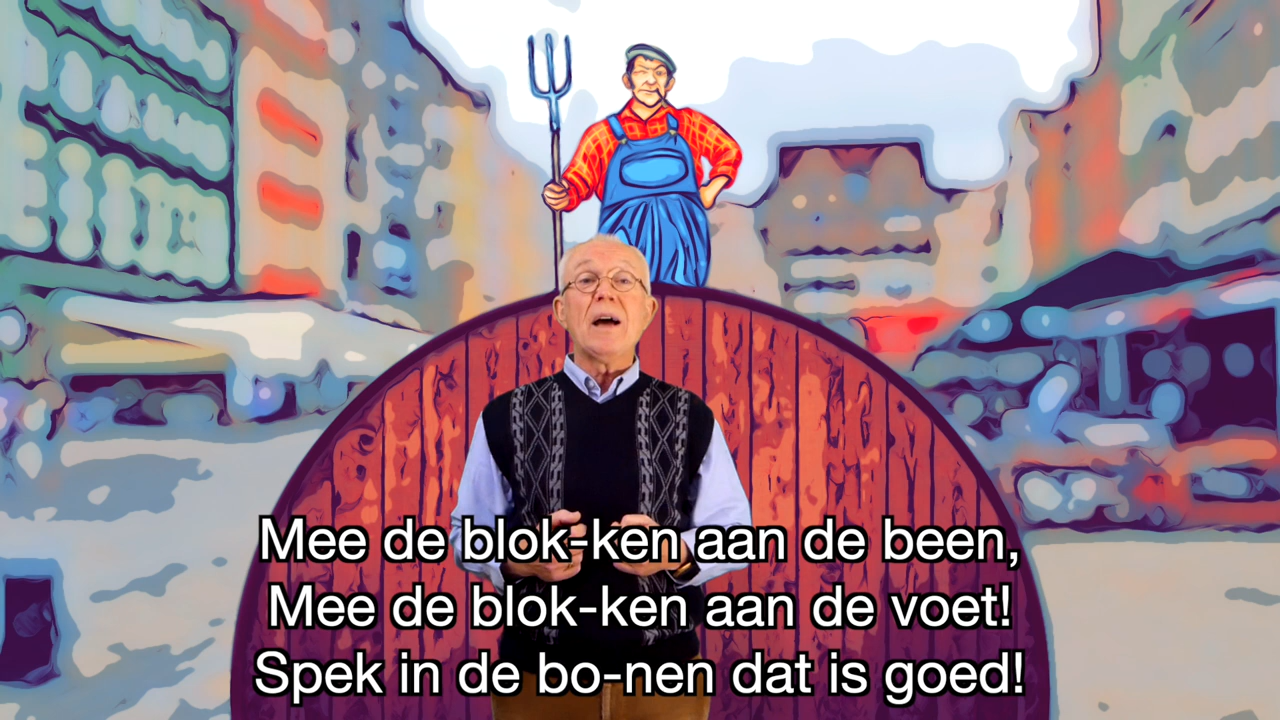 Mee de blok-ken aan de been,
Mee de blok-ken aan de voet!
Spek in de bo-nen dat is goed!